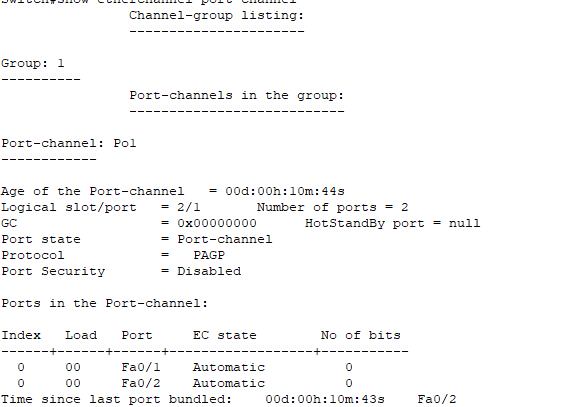 Switch#show etherchannel port-channel
Channel-group listing:
----------------------
Group: 1
----------
Port-channels in the group:
---------------------------
Port-channel: Po1
------------
Age of the Port-channel   = 00d:00h:10m:44s
Logical slot/port   = 2/1       Number of ports = 2
GC                  = 0x00000000      HotStandBy port = null
Port state          = Port-channel
Protocol            =   PAGP
Port Security       = Disabled
Ports in the Port-channel:
Index   Load   Port     EC state        No of bits
------+------+------+------------------+-----------
0     00     Fa0/1    Automatic          0
0     00     Fa0/2    Automatic          0
Time since last port bundled:    00d:00h:10m:43s    Fa0/2